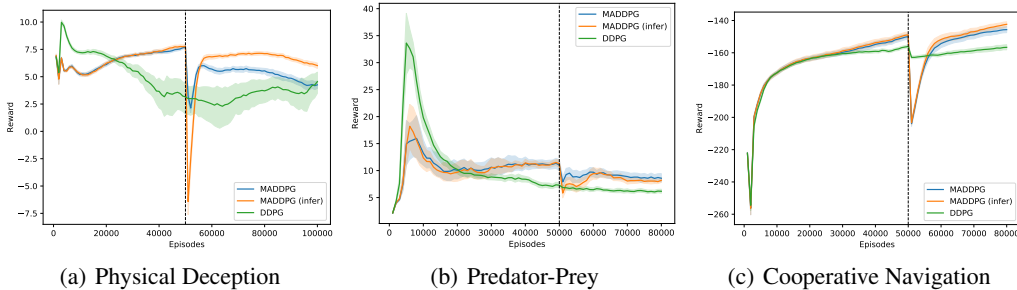 10.0
7.5
5.0
2.5
0.0
−2.5
−5.0
−7.5
Reward
0 20000 40000 60000 80000 100000
Episodes
MADDPG
MADDPG (infer)
DDPG
(a) Physical Deception
40
35
30
25
20
15
10
5
Reward
0 10000 20000 30000 40000 50000 60000 70000 80000
Episodes
MADDPG
MADDPG (infer)
DDPG
(b) Predator-Prey
−140
−160
−180
−200
−220
−240
−260
Reward
0 10000 20000 30000 40000 50000 60000 70000 80000
Episodes
MADDPG
MADDPG (infer)
DDPG
(c) Cooperative Navigation